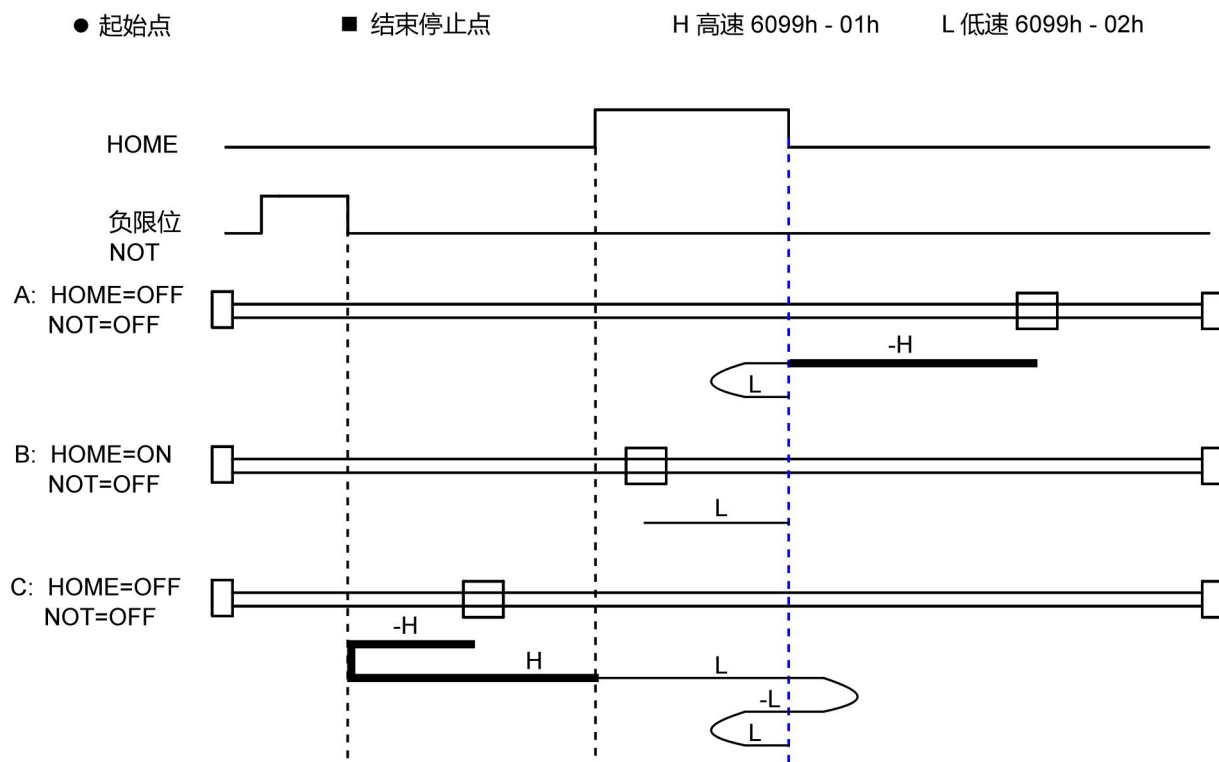 ● 起始点 ■ 结束停止点 H 高速 6099h - 01h L 低速 6099h - 02h
HOME
负限位
NOT
A: HOME=OFF
NOT=OFF
-H
L
B: HOME=ON
NOT=OFF
L
C: HOME=OFF
NOT=OFF
-H
H
L
-L
L